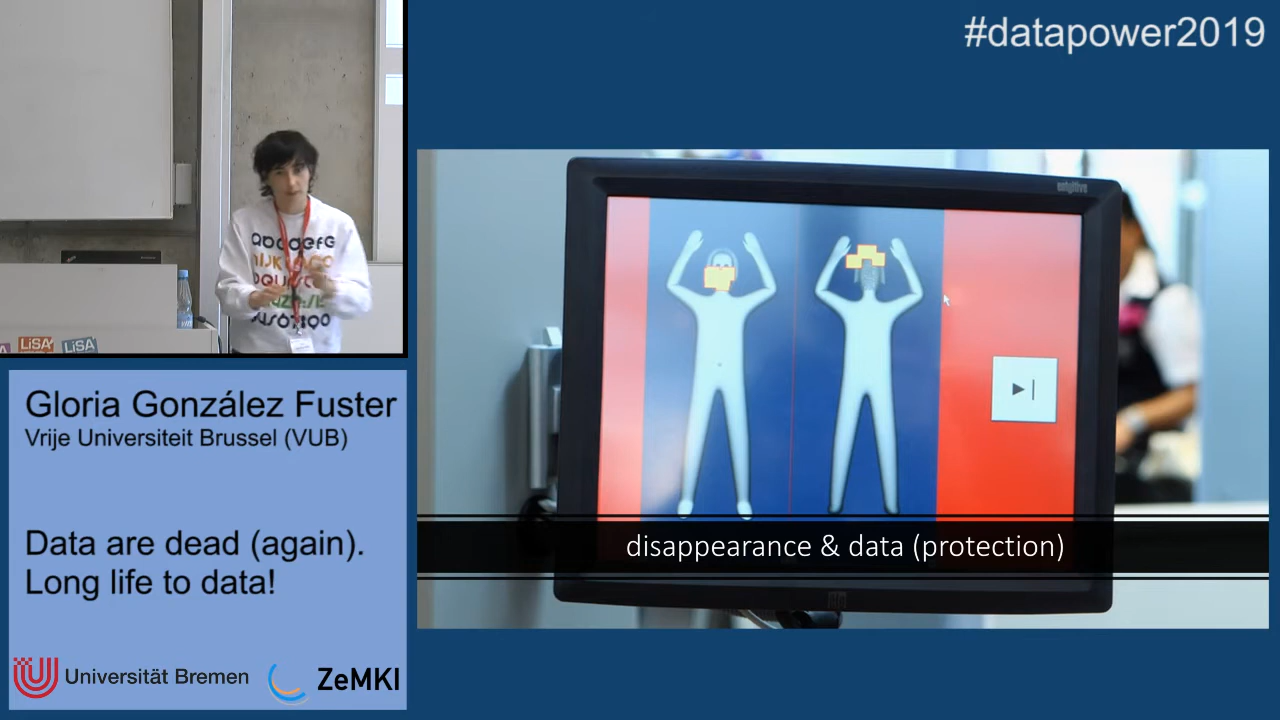 #datapower2019
LiSA
LiSA
Gloria González Fuster
Vrije Universiteit Brussel (VUB)
Data are dead (again).
Long life to data!
Universität Bremen
ZeMKI
disappearance & data (protection)